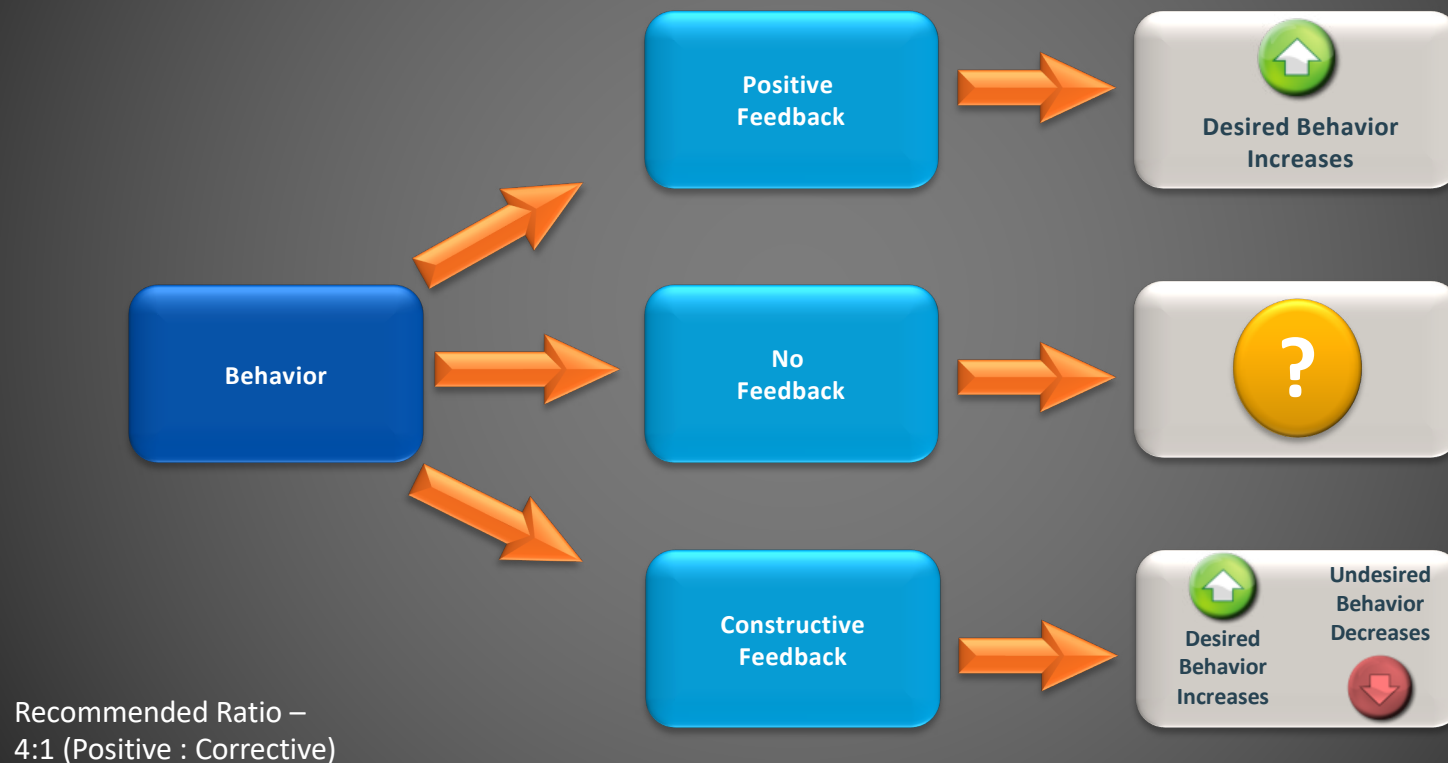 Positive
Feedback
Desired Behavior
Increases
Behavior
No
Feedback
?
Constructive
Feedback
Desired
Behavior
Increases
Undesired
Behavior
Decreases
Recommended Ratio –
4:1 (Positive : Corrective)